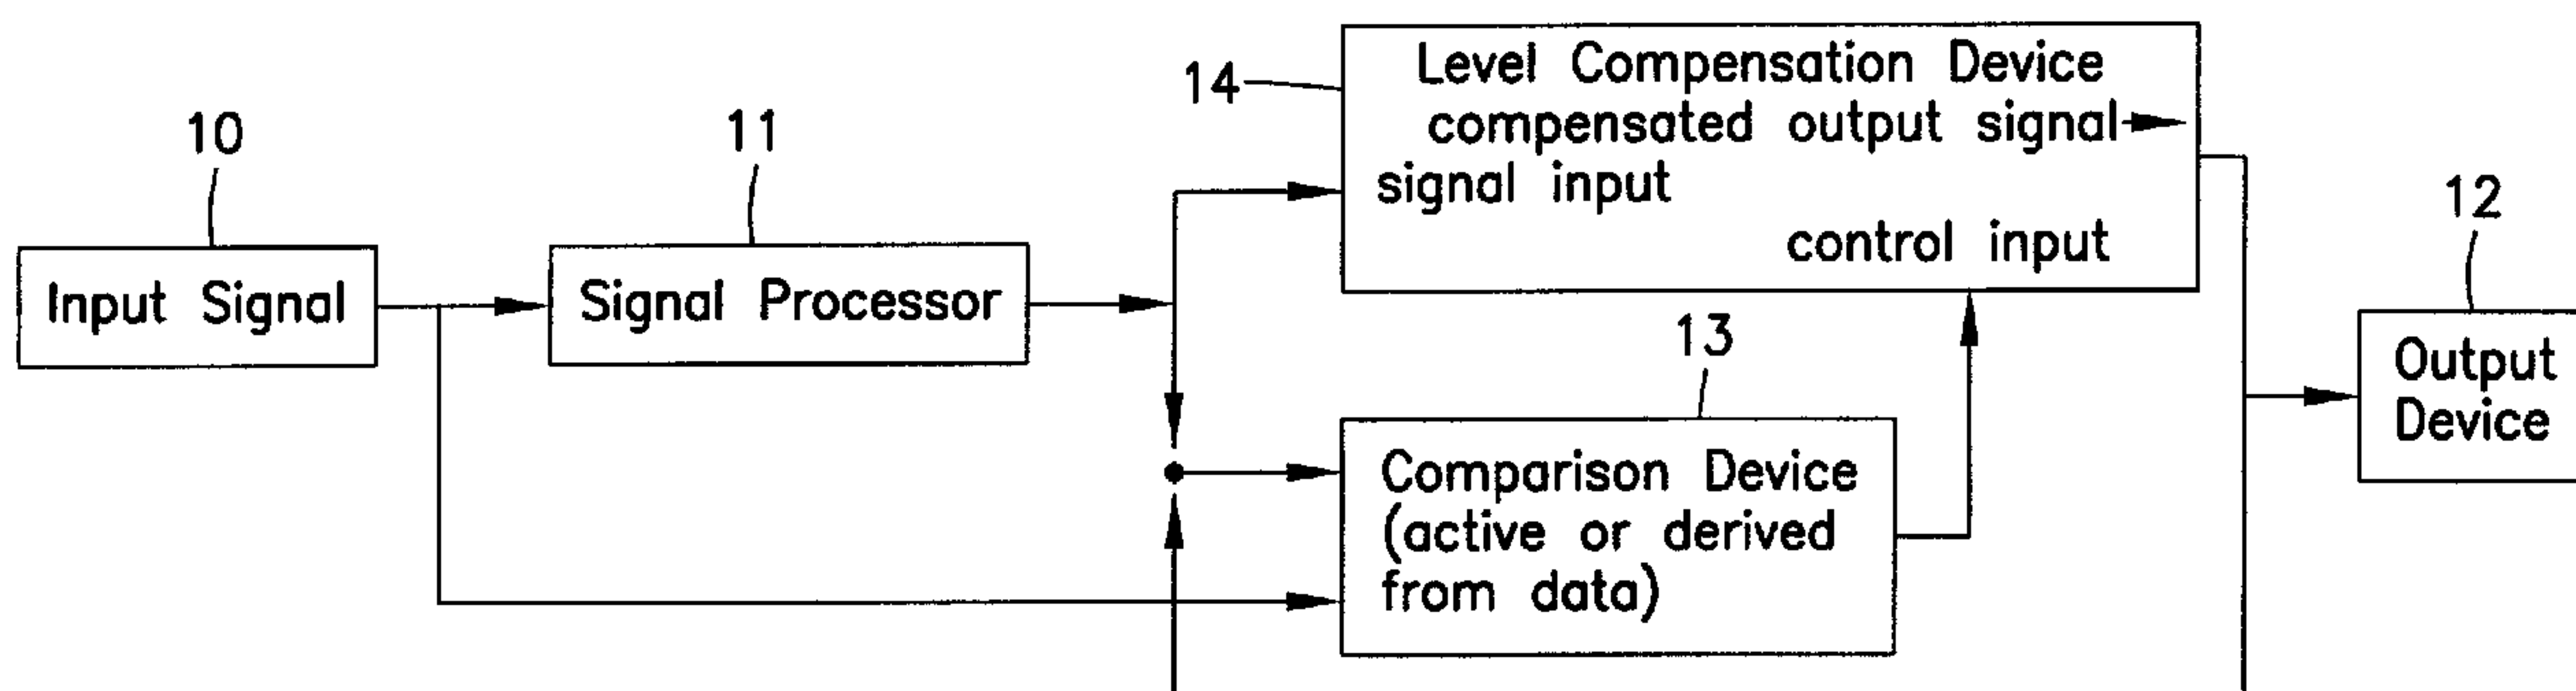 10
Input Signal
11
Signal Processor
14
Level Compensation Device
compensated output signal
signal input
control input
13
Comparison Device
(active or derived
from data)
12
Output
Device